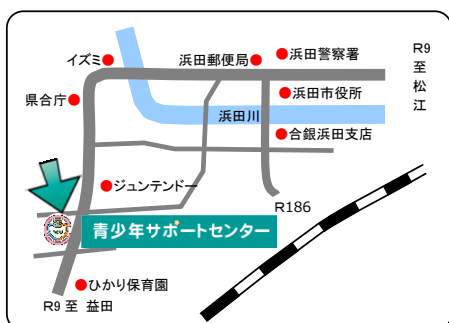 イズミ
浜田郵便局
浜田警察署
R9
至
松
江
県合庁
浜田市役所
浜田川
合銀浜田支店
ジュンテンドー
R186
青少年サポートセンター
ひかり保育園
R9 至 益田